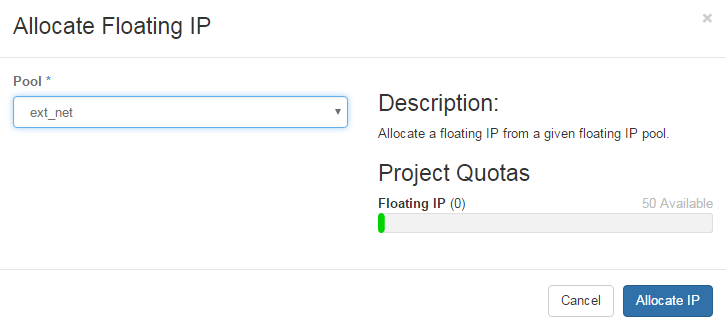 Allocate Floating IP
×
Pool *
ext_net
Description:
Allocate a floating IP from a given floating IP pool.
Project Quotas
Floating IP (0) 50 Available
Cancel
Allocate IP